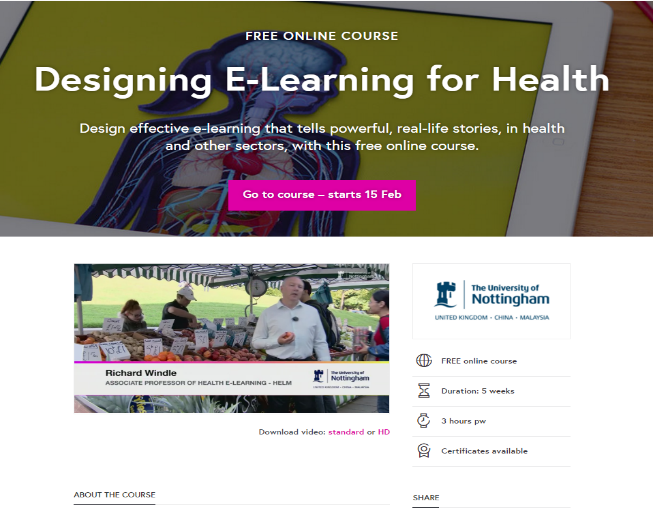 FREE ONLINE COURSE
Designing E-Learning for Health
Design effective e-learning that tells powerful, real-life stories, in health
and other sectors, with this free online course.
Go to course – starts 15 Feb
Richard Windle
ASSOCIATE PROFESSOR OF HEALTH E-LEARNING - HELM
The University of
Nottingham
Download video: standard or HD
The University of
Nottingham
UNITED KINGDOM · CHINA · MALAYSIA
FREE online course
Duration: 5 weeks
3 hours pw
Certificates available
ABOUT THE COURSE
SHARE